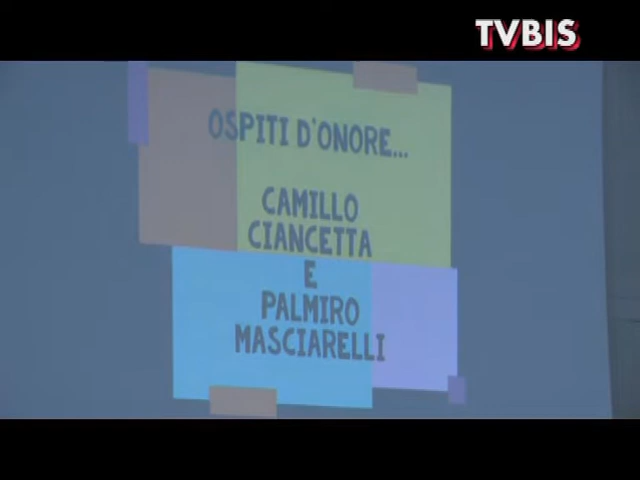 TVBIS
OSPITI D'ONORE...
CAMILLO
CIANCETTA
E
PALMIRO
MASCIARELLI